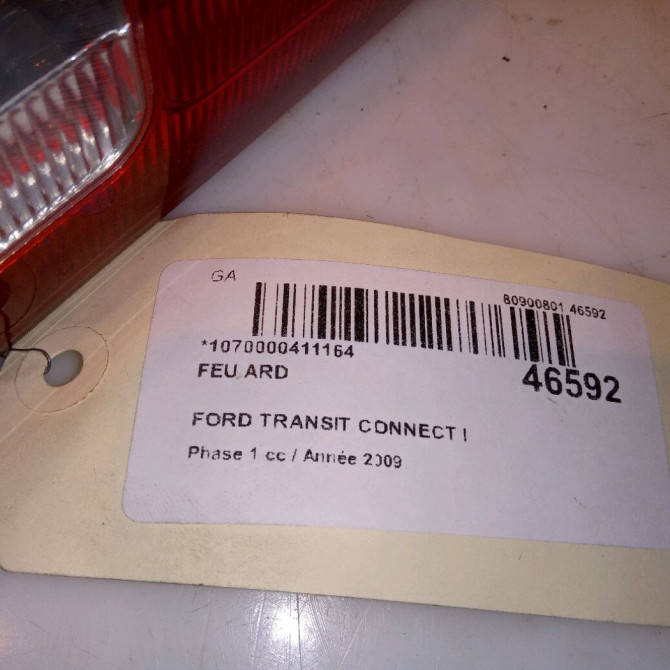 GA
80900801 46592
*1070000411164
46592
FEU ARD
FORD TRANSIT CONNECT I
Phase 1 cc / Année 2009